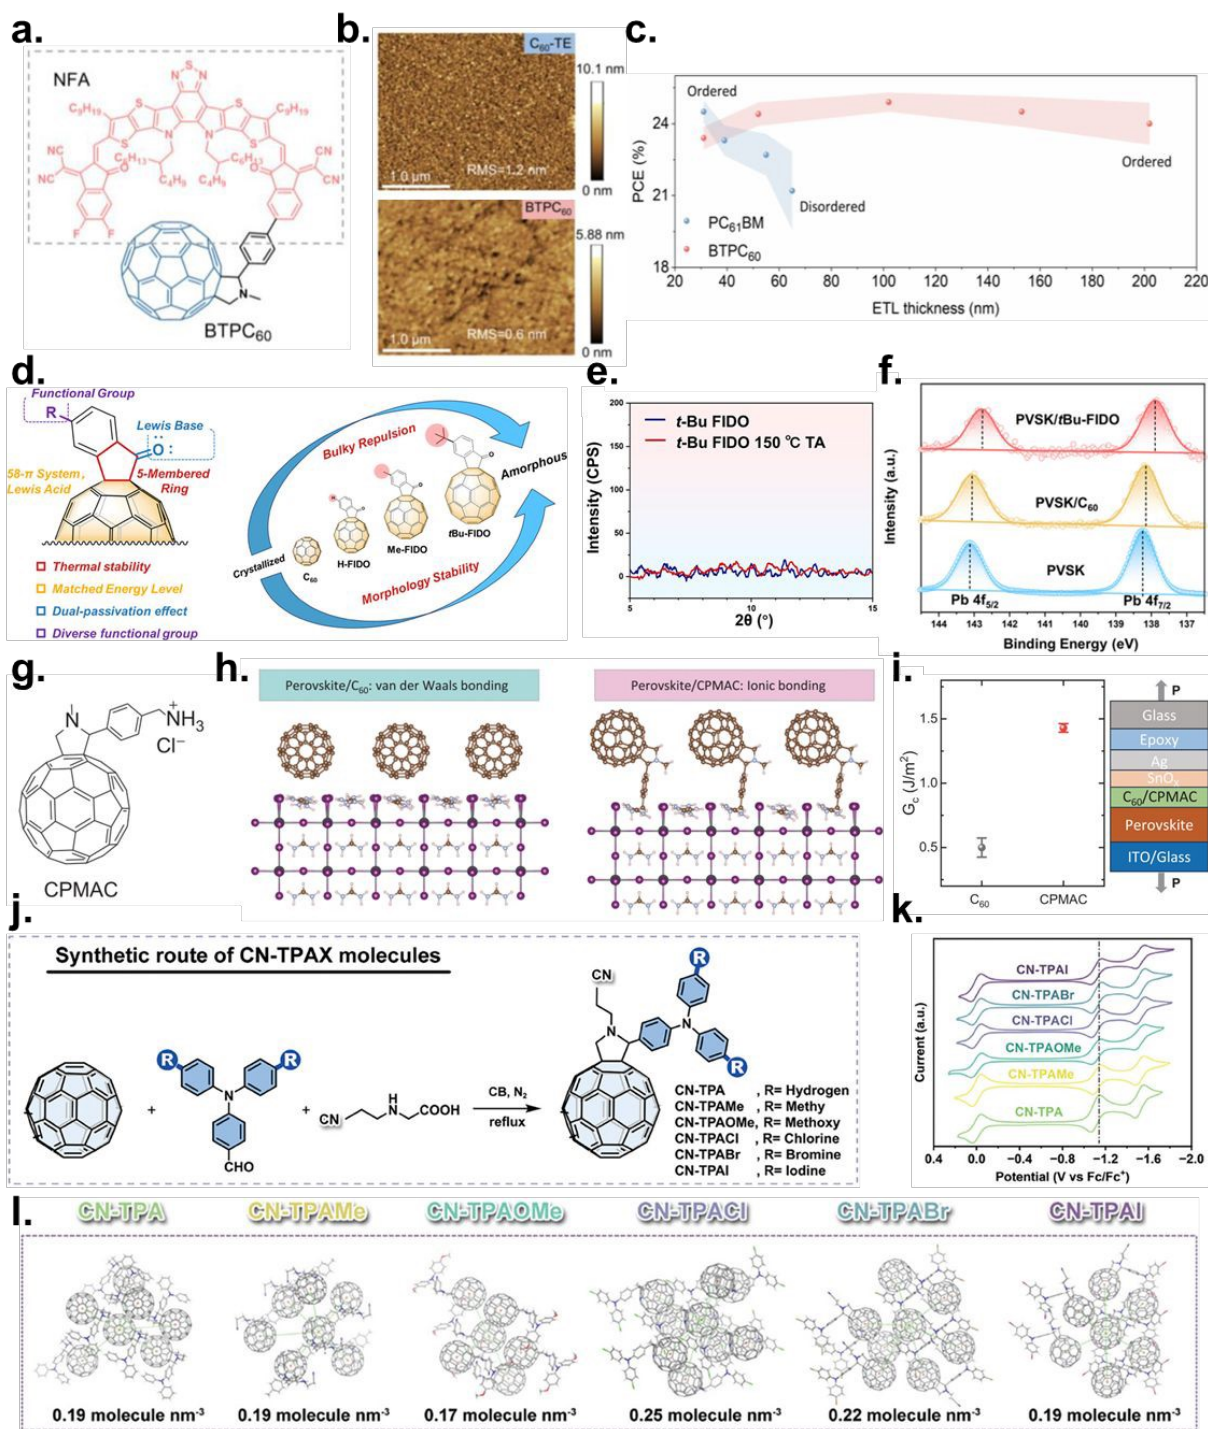 a.
NFA
N
S
N
C₉H₁₉
S
S
S
S
C₉H₁₉
N
N
NC
CN
O
C₆H₁₃
C₆H₁₃
O
CN
NC
C₄H₉
C₄H₉
CN
F
F
N
BTPC₆₀
b.
C₆₀-TE
10.1 nm
1.0 μm
RMS=1.2 nm
0 nm
BTPC₆₀
5.88 nm
1.0 μm
RMS=0.6 nm
0 nm
c.
PCE (%)
24
21
18
Ordered
Disordered
Ordered
PC₆₁BM
BTPC₆₀
20 40 60 80 100 120 140 160 180 200 220
ETL thickness (nm)
d.
Functional Group
R
Lewis Base
O
58-π System,
Lewis Acid
5-Membered
Ring
Thermal stability
Matched Energy Level
Dual-passivation effect
Diverse functional group
Bulky Repulsion
Amorphous
tBu-FIDO
Me-FIDO
H-FIDO
C₆₀
Crystallized
Morphology Stability
e.
Intensity (CPS)
200
150
100
50
0
t-Bu FIDO
t-Bu FIDO 150 °C TA
5 10 15
2θ (°)
f.
Intensity (a.u.)
PVSK/tBu-FIDO
PVSK/C₆₀
PVSK
Pb 4f₅/₂
Pb 4f₇/₂
144 143 142 141 140 139 138 137
Binding Energy (eV)
g.
N
NH₃⁺
Cl⁻
CPMAC
h.
Perovskite/C₆₀: van der Waals bonding
Perovskite/CPMAC: Ionic bonding
i.
G꜀ (J/m²)
1.5
1.0
0.5
C₆₀
CPMAC
P
Glass
Epoxy
Ag
SnOₓ
C₆₀/CPMAC
Perovskite
ITO/Glass
P
j.
Synthetic route of CN-TPAX molecules
+
R
R
N
CHO
+
CN
H
N
COOH
CB, N₂
reflux
CN
N
R
N
R
CN-TPA , R= Hydrogen
CN-TPAMe , R= Methy
CN-TPAOMe, R= Methoxy
CN-TPACl , R= Chlorine
CN-TPABr , R= Bromine
CN-TPAI , R= Iodine
k.
Current (a.u.)
CN-TPAI
CN-TPABr
CN-TPACl
CN-TPAOMe
CN-TPAMe
CN-TPA
0.4 0.0 −0.4 −0.8 −1.2 −1.6 −2.0
Potential (V vs Fc/Fc⁺)
l.
CN-TPA CN-TPAMe CN-TPAOMe CN-TPACl CN-TPABr CN-TPAI
0.19 molecule nm⁻³ 0.19 molecule nm⁻³ 0.17 molecule nm⁻³ 0.25 molecule nm⁻³ 0.22 molecule nm⁻³ 0.19 molecule nm⁻³